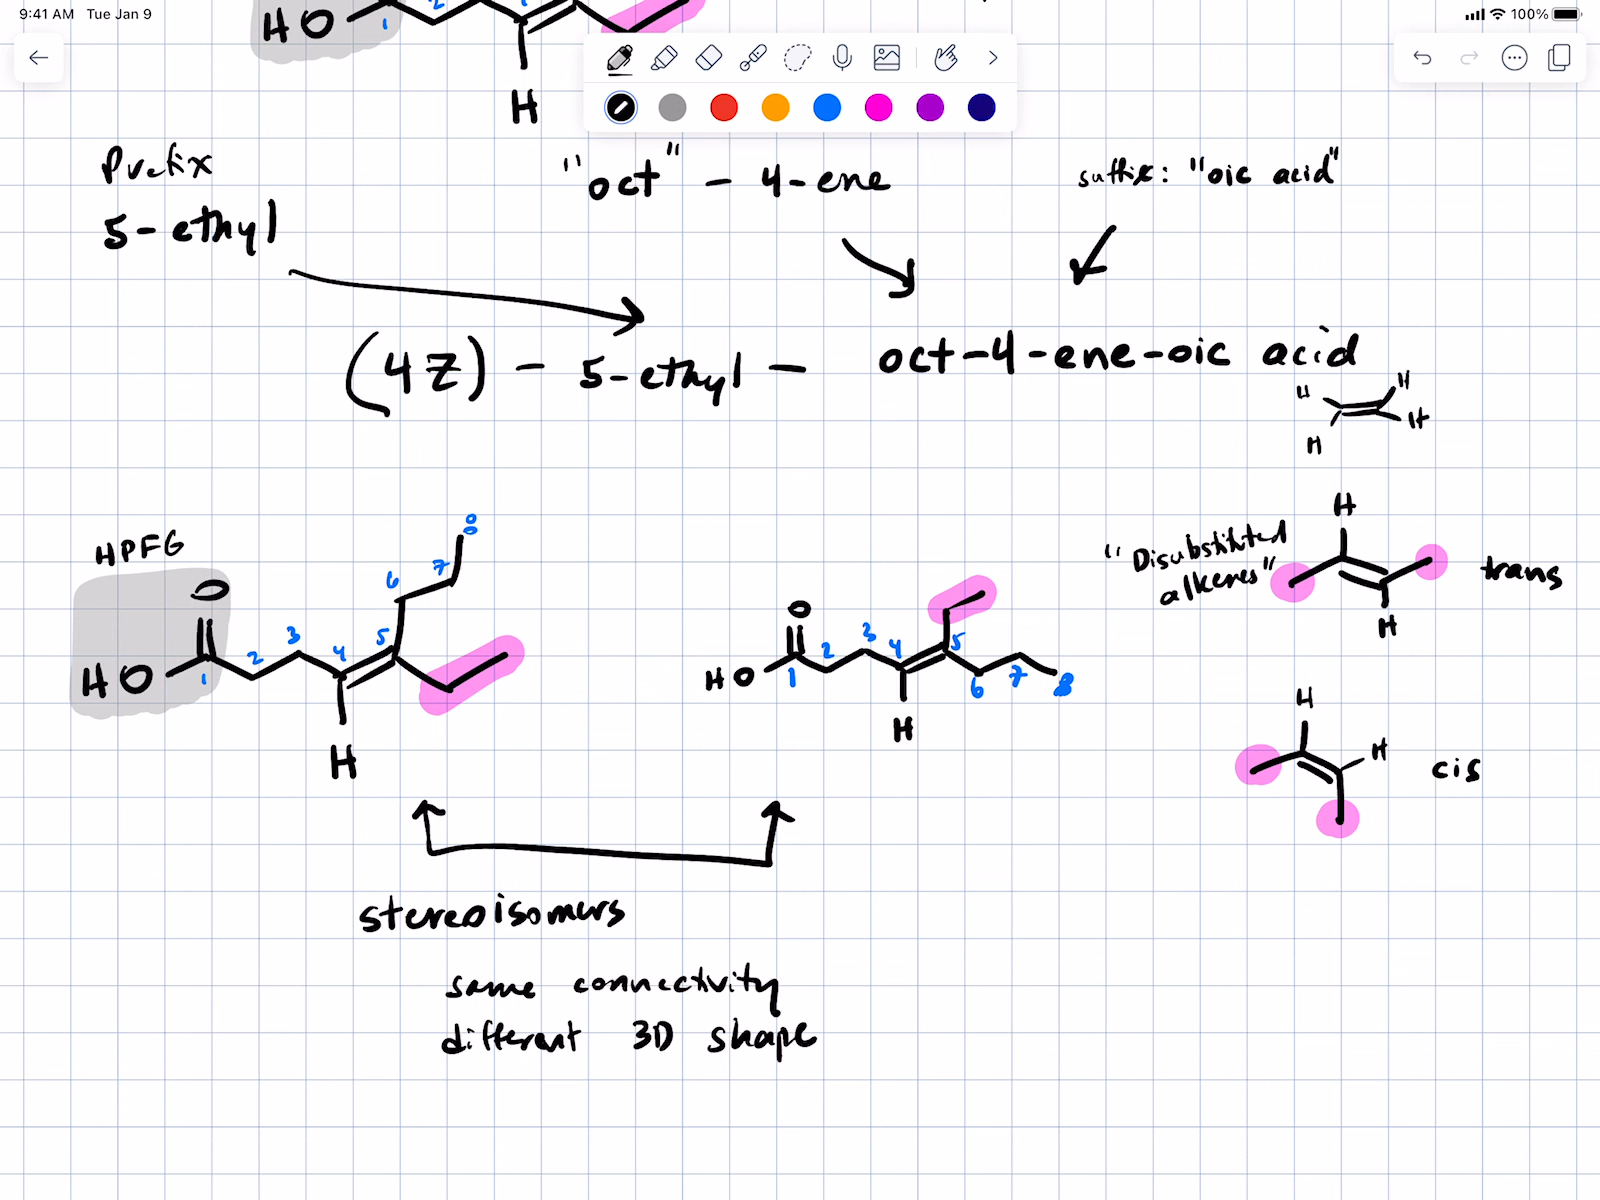 9:41 AM Tue Jan 9
100%
HO
1
2
H
Prefix
5-ethyl
"oct" - 4-ene
suffix: "oic acid"
(4Z) - 5-ethyl - oct-4-ene-oic acid
H H
H
H
HPFG
O
HO
1
2
3
4
5
6
7
8
H
O
HO
1
2
3
4
5
6
7
8
H
"Disubstituted
alkenes"
H
H
trans
H
H
cis
stereoisomers
same connectivity
different 3D shape